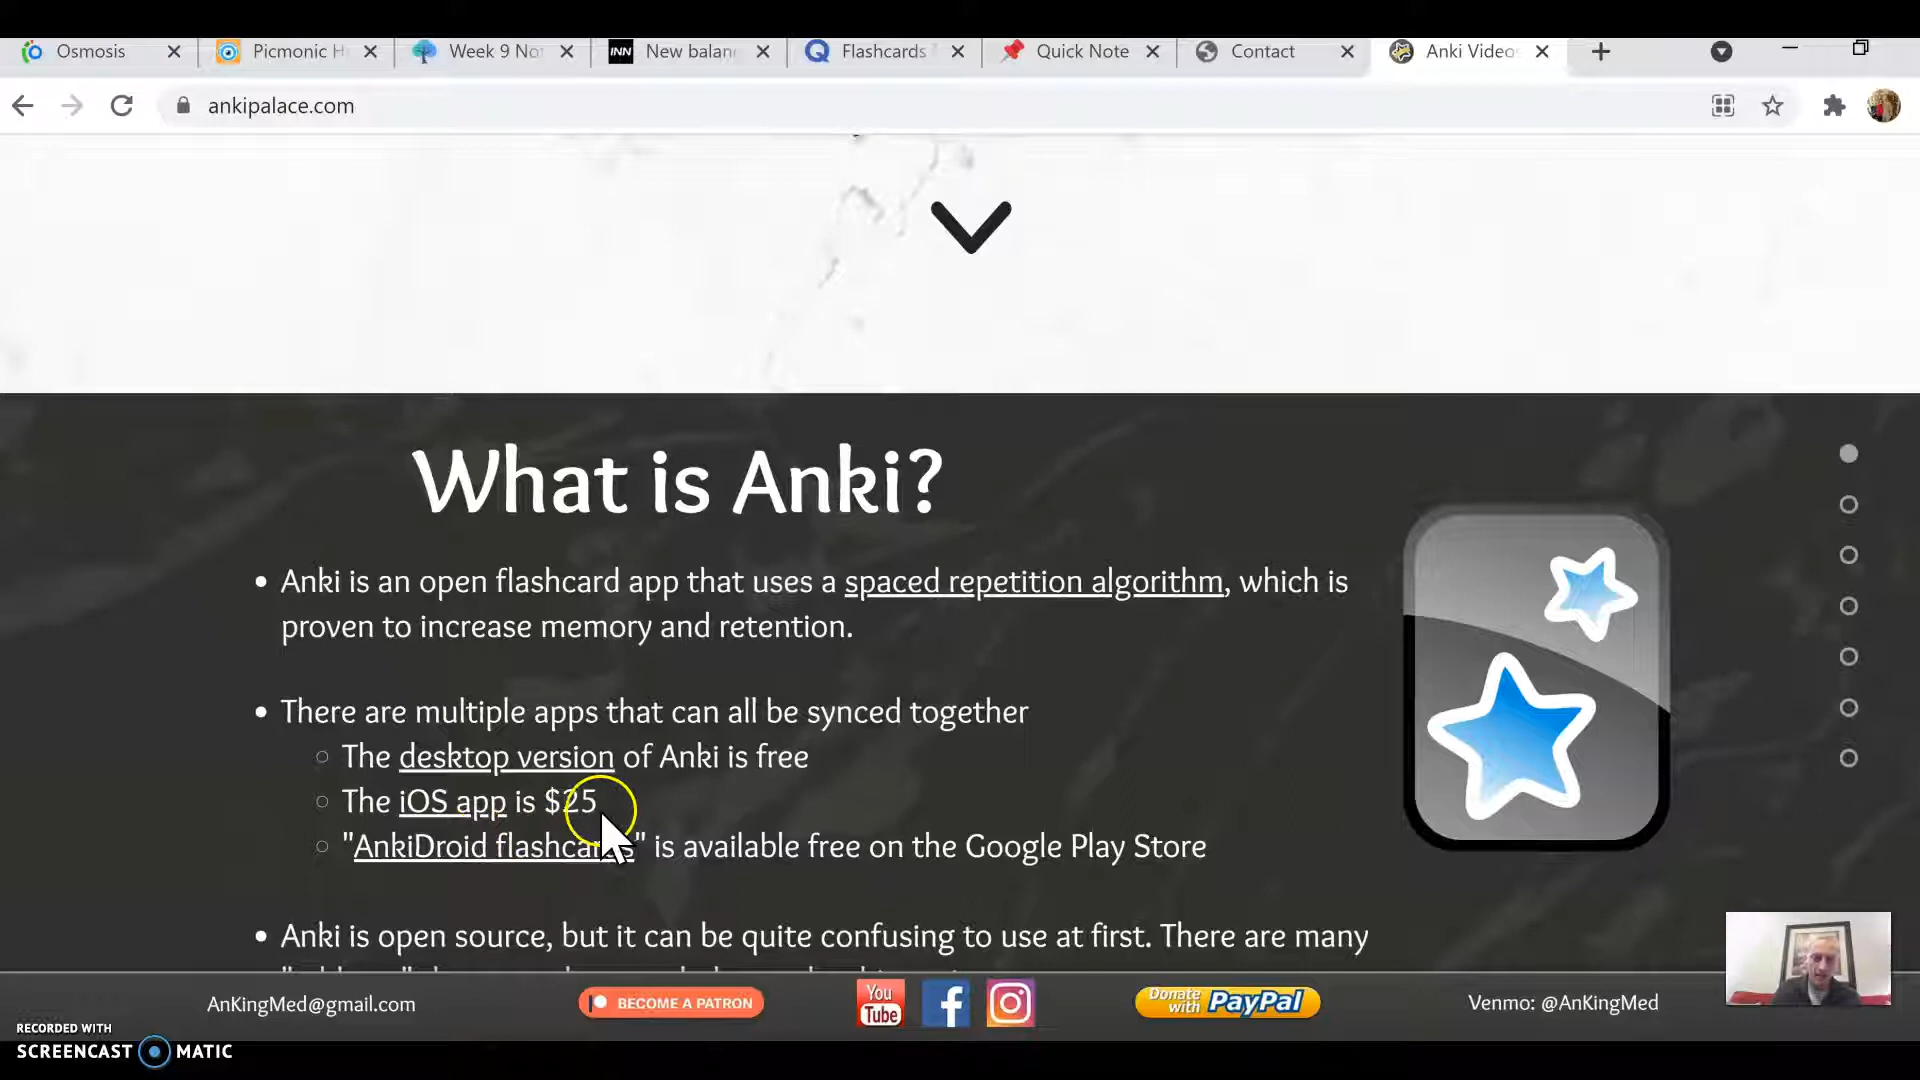 Osmosis
Picmonic H
Week 9 No
INN
New balan
Flashcards
Quick Note
Contact
Anki Videos
ankipalace.com
What is Anki?
Anki is an open flashcard app that uses a spaced repetition algorithm, which is
proven to increase memory and retention.
There are multiple apps that can all be synced together
The desktop version of Anki is free
The iOS app is $25
"AnkiDroid flashcards" is available free on the Google Play Store
Anki is open source, but it can be quite confusing to use at first. There are many
AnKingMed@gmail.com
BECOME A PATRON
You
Tube
Donate
with PayPal
Venmo: @AnKingMed
RECORDED WITH
SCREENCAST MATIC